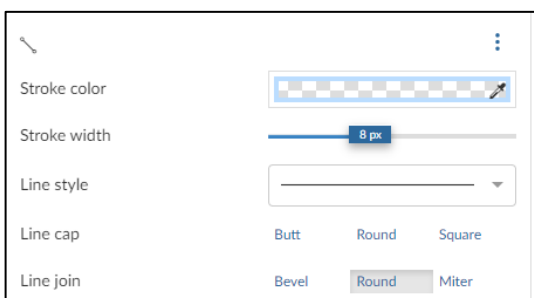 Stroke color
Stroke width 8 px
Line style
Line cap Butt Round Square
Line join Bevel Round Miter